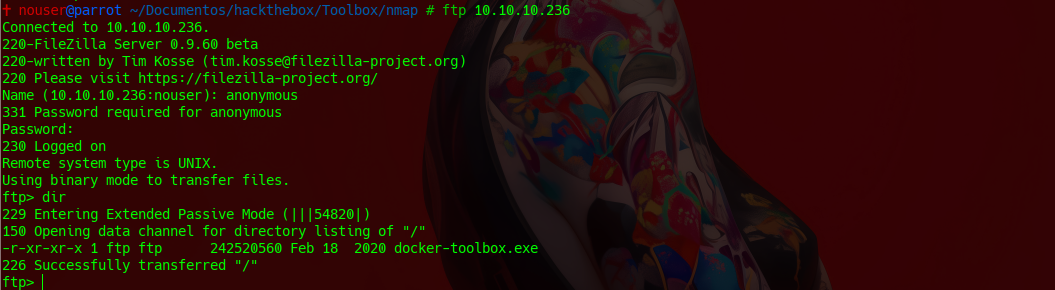 † nouser@parrot ~/Documentos/hackthebox/Toolbox/nmap # ftp 10.10.10.236
Connected to 10.10.10.236.
220-FileZilla Server 0.9.60 beta
220-written by Tim Kosse (tim.kosse@filezilla-project.org)
220 Please visit https://filezilla-project.org/
Name (10.10.10.236:nouser): anonymous
331 Password required for anonymous
Password:
230 Logged on
Remote system type is UNIX.
Using binary mode to transfer files.
ftp> dir
229 Entering Extended Passive Mode (|||54820|)
150 Opening data channel for directory listing of "/"
-r-xr-xr-x 1 ftp ftp      242520560 Feb 18  2020 docker-toolbox.exe
226 Successfully transferred "/"
ftp>